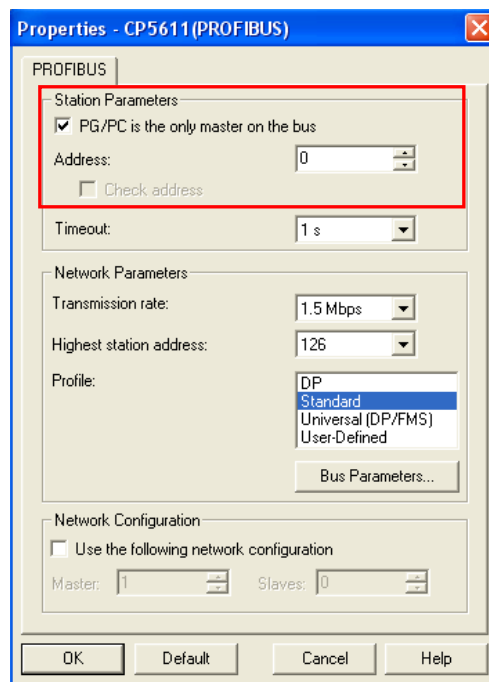 Properties - CP5611(PROFIBUS)
PROFIBUS
Station Parameters
PG/PC is the only master on the bus
Address: 0
Check address
Timeout: 1 s
Network Parameters
Transmission rate: 1.5 Mbps
Highest station address: 126
Profile: DP
Standard
Universal (DP/FMS)
User-Defined
Bus Parameters...
Network Configuration
Use the following network configuration
Master: 1 Slaves: 0
OK Default Cancel Help